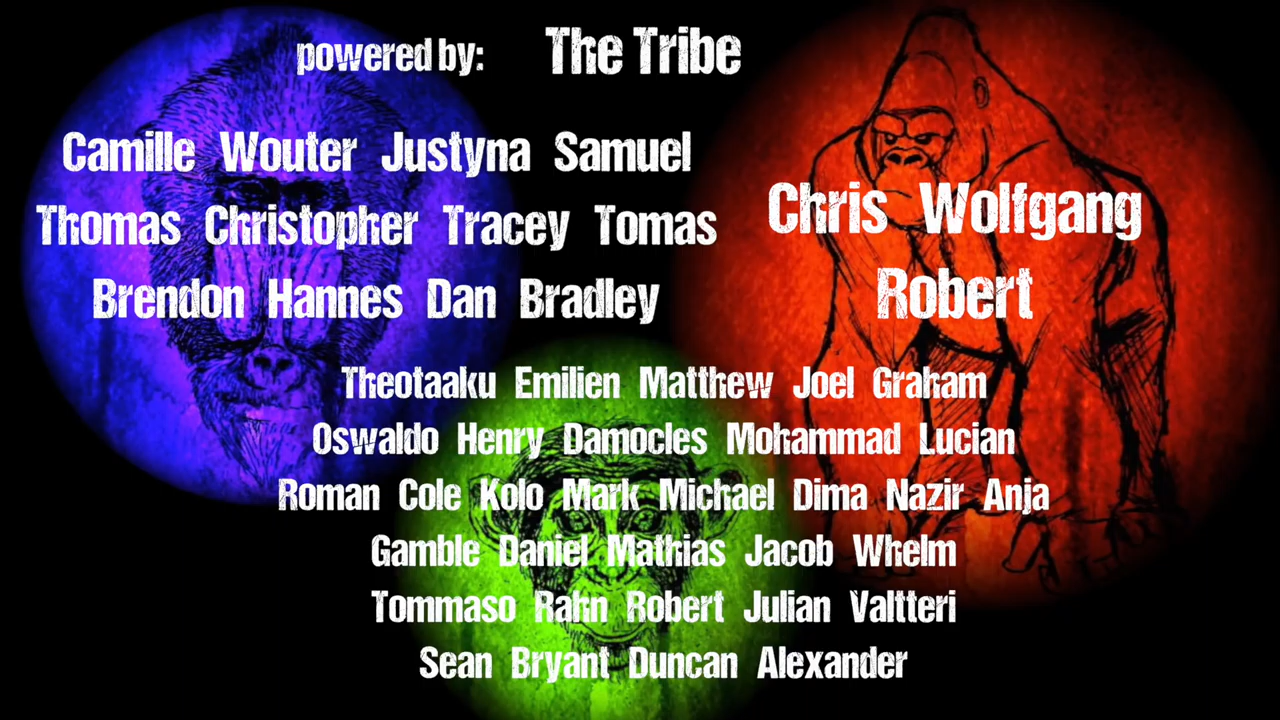 powered by: The Tribe
Camille Wouter Justyna Samuel
Thomas Christopher Tracey Tomas
Brendon Hannes Dan Bradley
Chris Wolfgang
Robert
Theotaaku Emilien Matthew Joel Graham
Oswaldo Henry Damocles Mohammad Lucian
Roman Cole Kolo Mark Michael Dima Nazir Anja
Gamble Daniel Mathias Jacob Whelm
Tommaso Rahn Robert Julian Valtteri
Sean Bryant Duncan Alexander